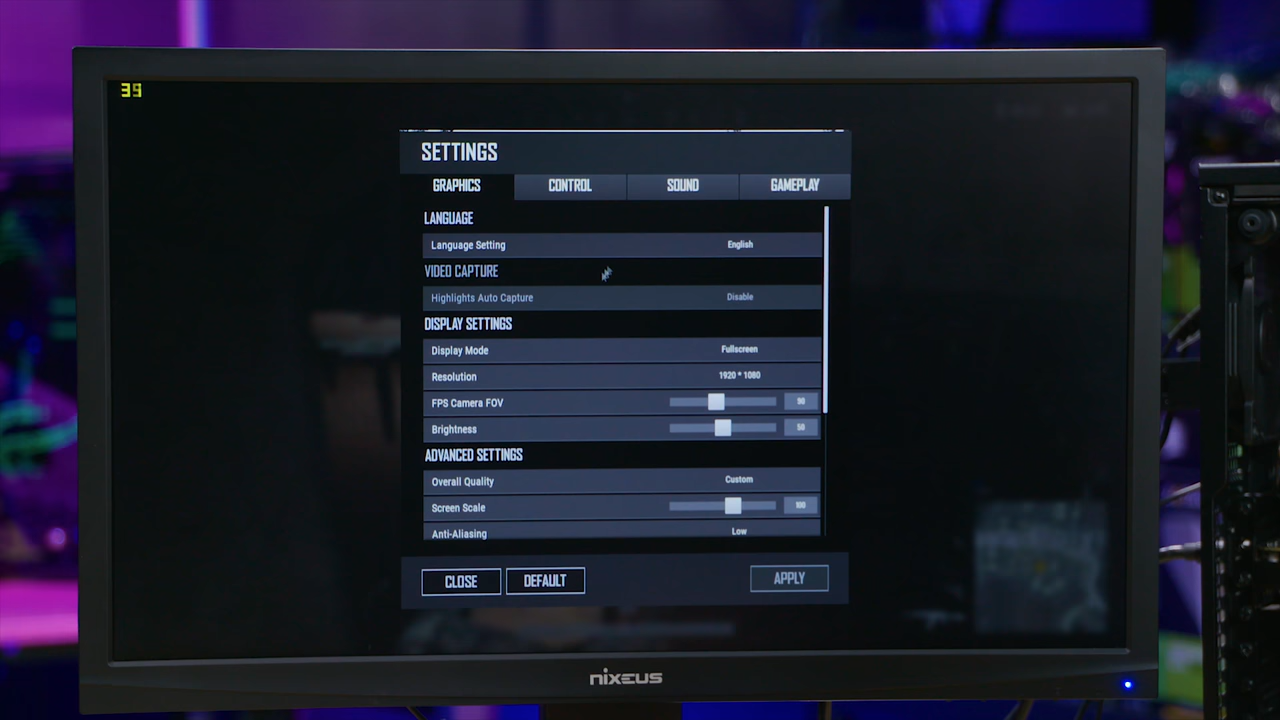 39
SETTINGS
GRAPHICS CONTROL SOUND GAMEPLAY
LANGUAGE
Language Setting English
VIDEO CAPTURE
Highlights Auto Capture Disable
DISPLAY SETTINGS
Display Mode Fullscreen
Resolution 1920 * 1080
FPS Camera FOV 90
Brightness 50
ADVANCED SETTINGS
Overall Quality Custom
Screen Scale 100
Anti-Aliasing Low
CLOSE DEFAULT APPLY
nixeus